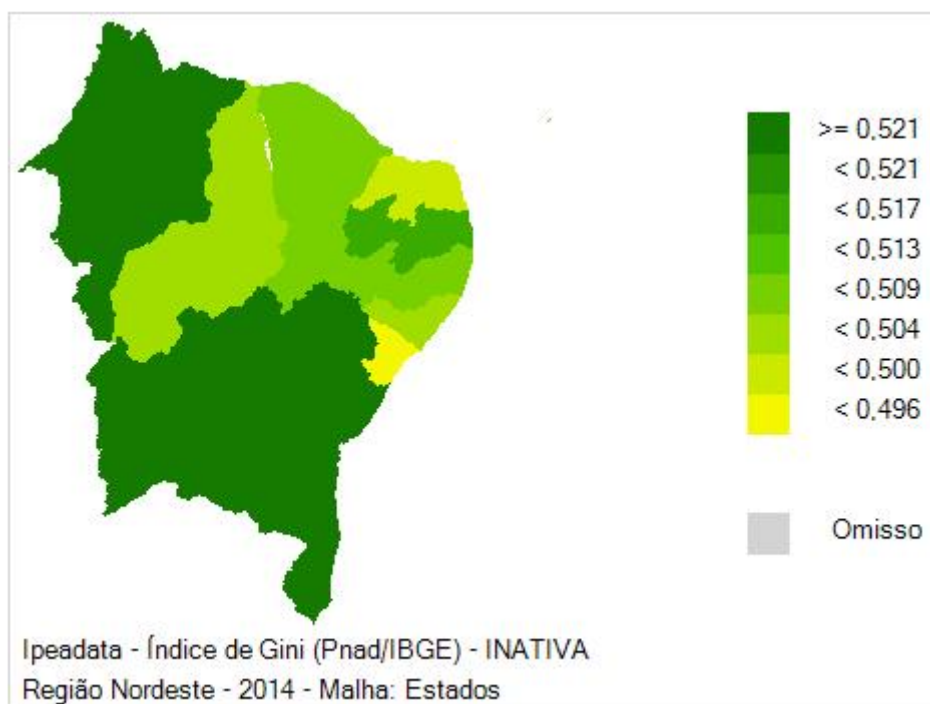 >= 0,521
< 0,521
< 0,517
< 0,513
< 0,509
< 0,504
< 0,500
< 0,496
Omisso
Ipeadata - Índice de Gini (Pnad/IBGE) - INATIVA
Região Nordeste - 2014 - Malha: Estados